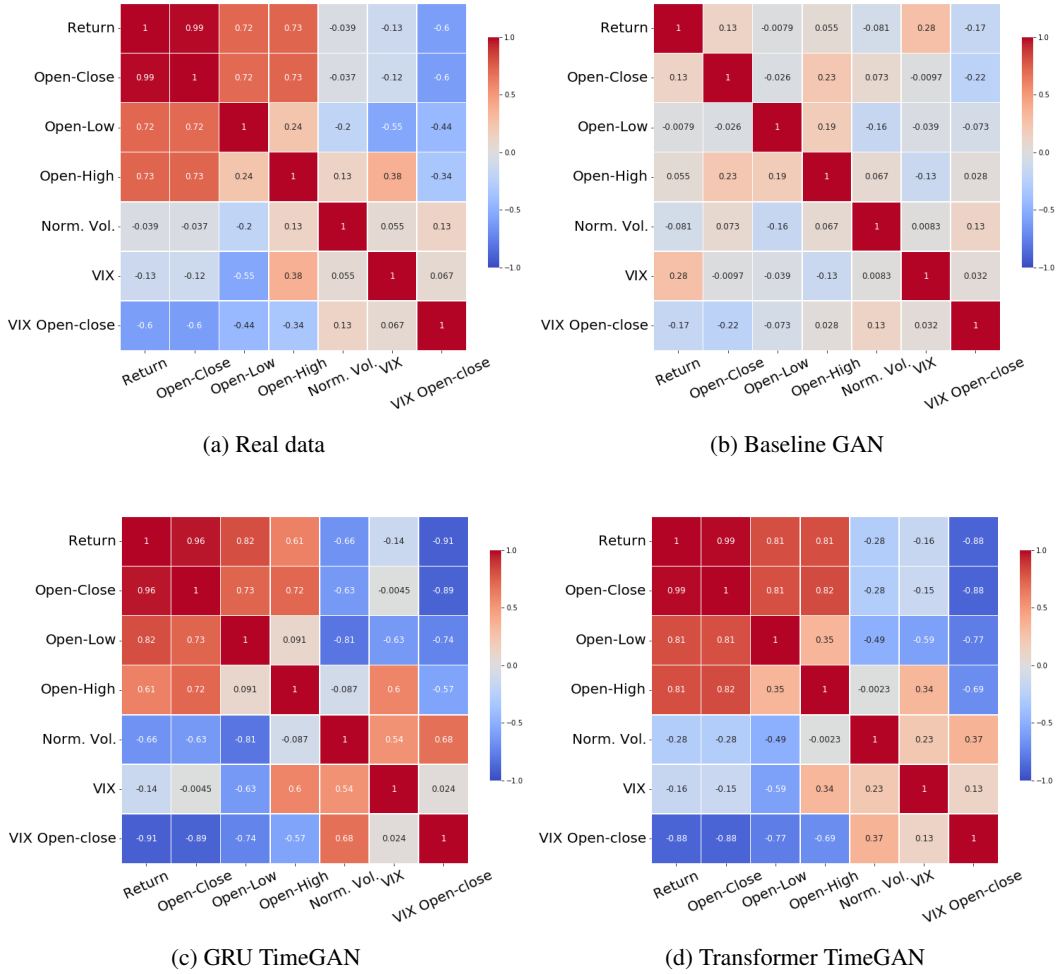 Return 1 0.99 0.72 0.73 -0.039 -0.13 -0.6 1.0
Open-Close 0.99 1 0.72 0.73 -0.037 -0.12 -0.6 0.5
Open-Low 0.72 0.72 1 0.24 -0.2 -0.55 -0.44 0.0
Open-High 0.73 0.73 0.24 1 0.13 0.38 -0.34
Norm. Vol. -0.039 -0.037 -0.2 0.13 1 0.055 0.13 -0.5
VIX -0.13 -0.12 -0.55 0.38 0.055 1 0.067 -1.0
VIX Open-close -0.6 -0.6 -0.44 -0.34 0.13 0.067 1
Return Open-Close Open-Low Open-High Norm. Vol. VIX VIX Open-close
(a) Real data
Return 1 0.13 -0.0079 0.055 -0.081 0.28 -0.17 1.0
Open-Close 0.13 1 -0.026 0.23 0.073 -0.0097 -0.22 0.5
Open-Low -0.0079 -0.026 1 0.19 -0.16 -0.039 -0.073 0.0
Open-High 0.055 0.23 0.19 1 0.067 -0.13 0.028
Norm. Vol. -0.081 0.073 -0.16 0.067 1 0.0083 0.13 -0.5
VIX 0.28 -0.0097 -0.039 -0.13 0.0083 1 0.032 -1.0
VIX Open-close -0.17 -0.22 -0.073 0.028 0.13 0.032 1
Return Open-Close Open-Low Open-High Norm. Vol. VIX VIX Open-close
(b) Baseline GAN
Return 1 0.96 0.82 0.61 -0.66 -0.14 -0.91 1.0
Open-Close 0.96 1 0.73 0.72 -0.63 -0.0045 -0.89 0.5
Open-Low 0.82 0.73 1 0.091 -0.81 -0.63 -0.74 0.0
Open-High 0.61 0.72 0.091 1 -0.087 0.6 -0.57
Norm. Vol. -0.66 -0.63 -0.81 -0.087 1 0.54 0.68 -0.5
VIX -0.14 -0.0045 -0.63 0.6 0.54 1 0.024 -1.0
VIX Open-close -0.91 -0.89 -0.74 -0.57 0.68 0.024 1
Return Open-Close Open-Low Open-High Norm. Vol. VIX VIX Open-close
(c) GRU TimeGAN
Return 1 0.99 0.81 0.81 -0.28 -0.16 -0.88 1.0
Open-Close 0.99 1 0.81 0.82 -0.28 -0.15 -0.88 0.5
Open-Low 0.81 0.81 1 0.35 -0.49 -0.59 -0.77 0.0
Open-High 0.81 0.82 0.35 1 -0.0023 0.34 -0.69
Norm. Vol. -0.28 -0.28 -0.49 -0.0023 1 0.23 0.37 -0.5
VIX -0.16 -0.15 -0.59 0.34 0.23 1 0.13 -1.0
VIX Open-close -0.88 -0.88 -0.77 -0.69 0.37 0.13 1
Return Open-Close Open-Low Open-High Norm. Vol. VIX VIX Open-close
(d) Transformer TimeGAN